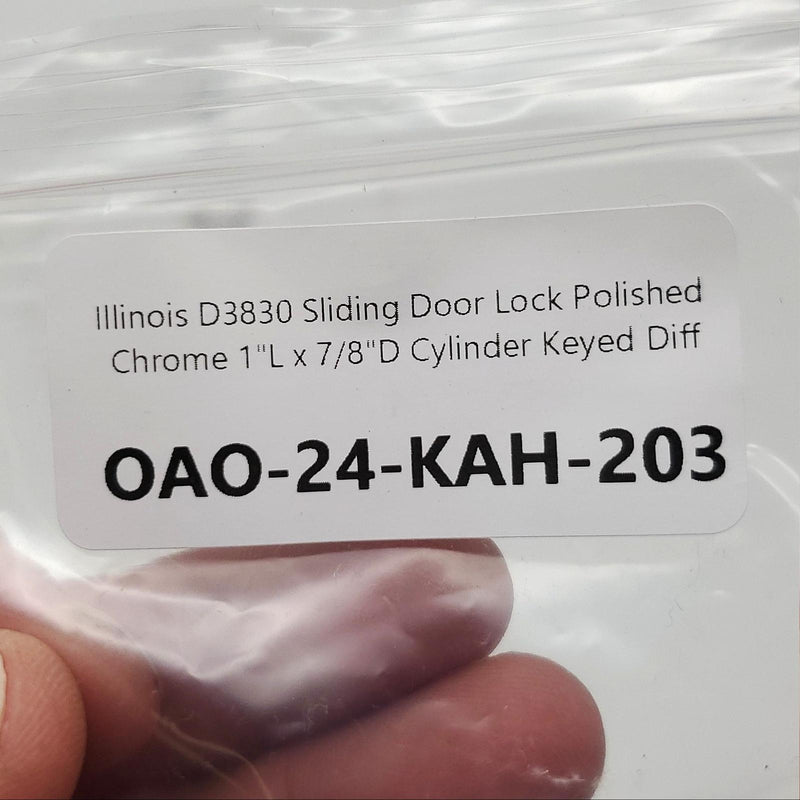 Illinois D3830 Sliding Door Lock Polished
Chrome 1"L x 7/8"D Cylinder Keyed Diff
OAO-24-KAH-203